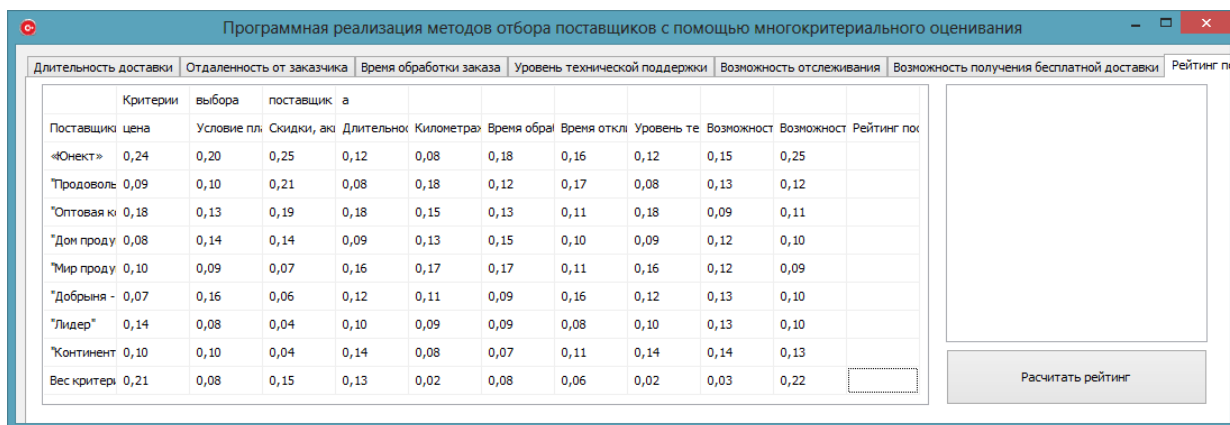 Программная реализация методов отбора поставщиков с помощью многокритериального оценивания
Длительность доставки Отдаленность от заказчика Время обработки заказа Уровень технической поддержки Возможность отслеживания Возможность получения бесплатной доставки Рейтинг по
Критерии выбора поставщик а
Поставщики цена Условие пл Скидки, ак Длительнос Километраж Время обра Время откл Уровень те Возможност Возможност Рейтинг пос
«Юнект» 0,24 0,20 0,25 0,12 0,08 0,18 0,16 0,12 0,15 0,25
"Продоволь 0,09 0,10 0,21 0,08 0,18 0,12 0,17 0,08 0,13 0,12
"Оптовая к 0,18 0,13 0,19 0,18 0,15 0,13 0,11 0,18 0,09 0,11
"Дом проду 0,08 0,14 0,14 0,09 0,13 0,15 0,10 0,09 0,12 0,10
"Мир проду 0,10 0,09 0,07 0,16 0,17 0,17 0,11 0,16 0,12 0,09
"Добрыня - 0,07 0,16 0,06 0,12 0,11 0,09 0,16 0,12 0,13 0,10
"Лидер" 0,14 0,08 0,04 0,10 0,09 0,09 0,08 0,10 0,13 0,10
"Континент 0,10 0,10 0,04 0,14 0,08 0,07 0,11 0,14 0,14 0,13
Вес критери 0,21 0,08 0,15 0,13 0,02 0,08 0,06 0,02 0,03 0,22
Расчитать рейтинг